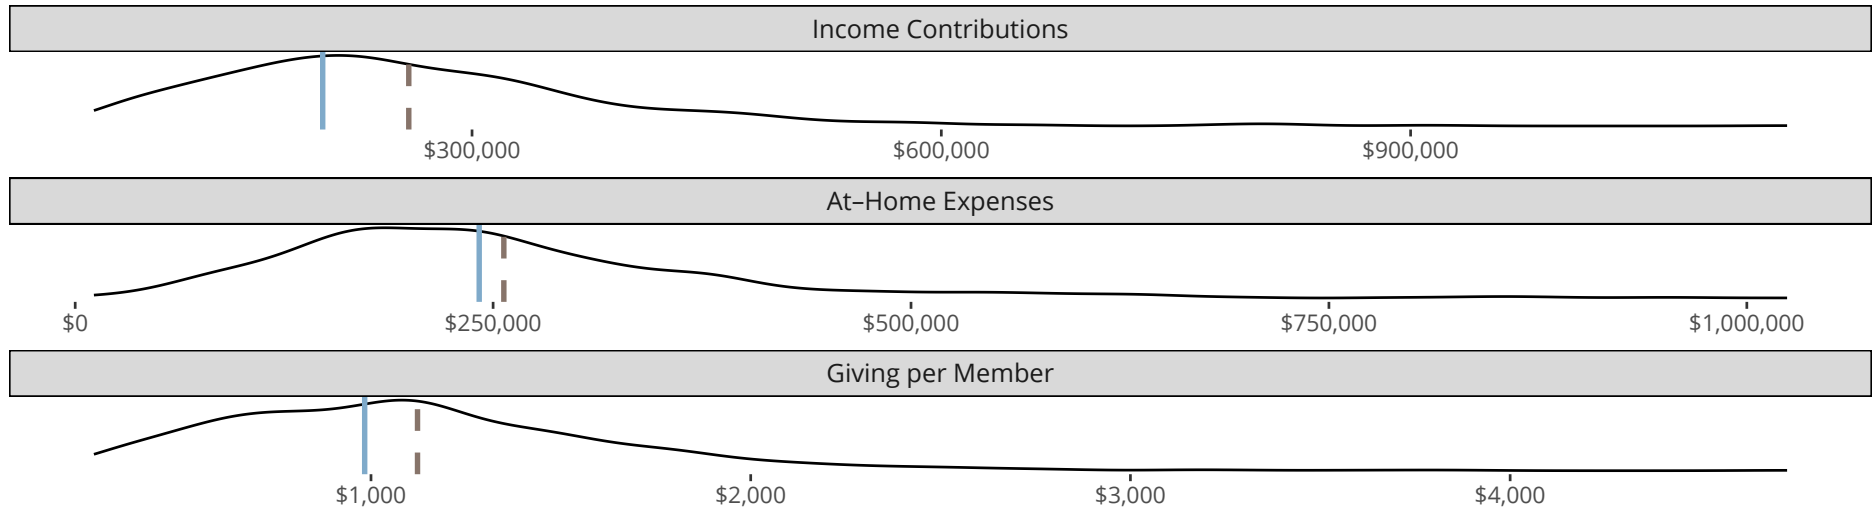 Income Contributions
$300,000 $600,000 $900,000
At–Home Expenses
$0 $250,000 $500,000 $750,000 $1,000,000
Giving per Member
$1,000 $2,000 $3,000 $4,000